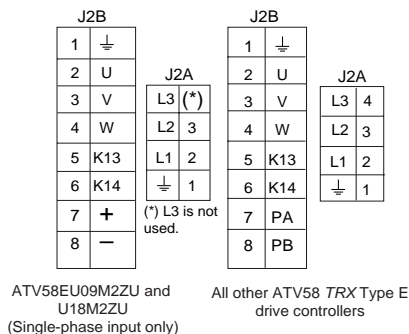 J2B
1 ⏚
2 U
3 V
4 W
5 K13
6 K14
7 +
8 −
J2A
L3 (*)
L2 3
L1 2
⏚ 1
(*) L3 is not
used.
ATV58EU09M2ZU and
U18M2ZU
(Single-phase input only)
J2B
1 ⏚
2 U
3 V
4 W
5 K13
6 K14
7 PA
8 PB
J2A
L3 4
L2 3
L1 2
⏚ 1
All other ATV58 TRX Type E
drive controllers